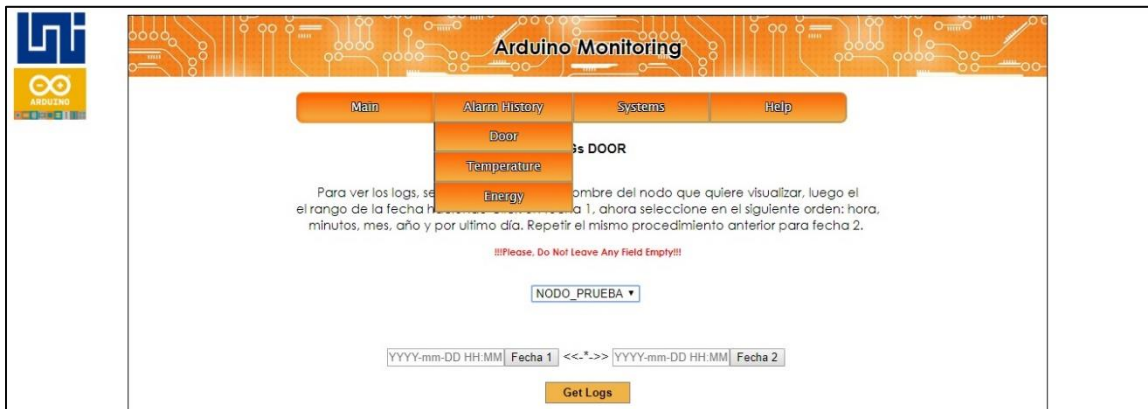 uni
ARDUINO
Arduino Monitoring
Main Alarm History Systems Help
Door
Temperature
Energy
Gs DOOR
Para ver los logs, se ombre del nodo que quiere visualizar, luego el
el rango de la fecha 1, ahora seleccione en el siguiente orden: hora,
minutos, mes, año y por ultimo día. Repetir el mismo procedimiento anterior para fecha 2.
!!!Please, Do Not Leave Any Field Empty!!!
NODO_PRUEBA
YYYY-mm-DD HH:MM Fecha 1 <<-*->> YYYY-mm-DD HH:MM Fecha 2
Get Logs